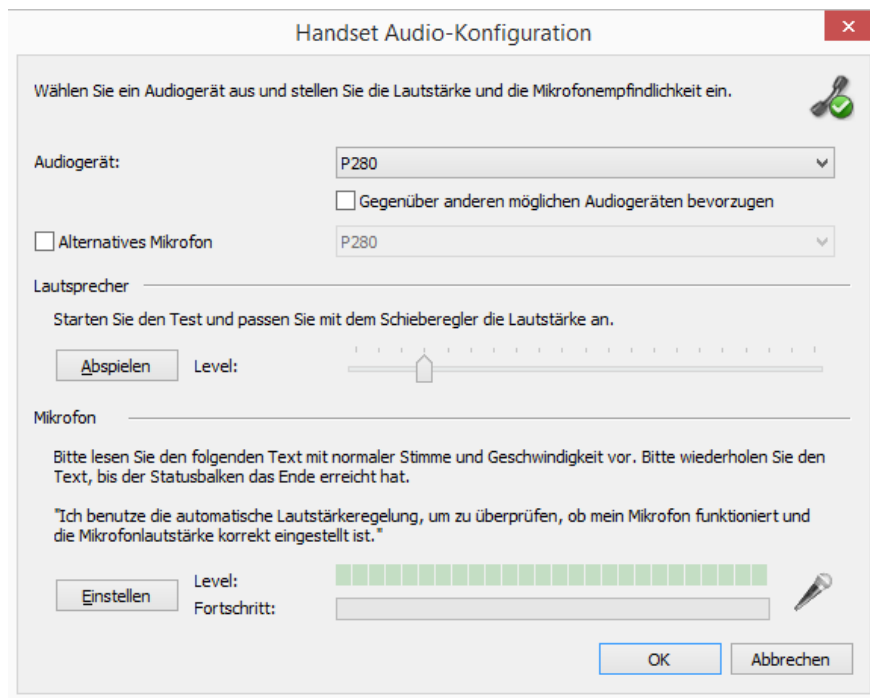 Handset Audio-Konfiguration
Wählen Sie ein Audiogerät aus und stellen Sie die Lautstärke und die Mikrofonempfindlichkeit ein.
Audiogerät:
P280
Gegenüber anderen möglichen Audiogeräten bevorzugen
Alternatives Mikrofon
P280
Lautsprecher
Starten Sie den Test und passen Sie mit dem Schieberegler die Lautstärke an.
Abspielen
Level:
Mikrofon
Bitte lesen Sie den folgenden Text mit normaler Stimme und Geschwindigkeit vor. Bitte wiederholen Sie den
Text, bis der Statusbalken das Ende erreicht hat.
"Ich benutze die automatische Lautstärkeregelung, um zu überprüfen, ob mein Mikrofon funktioniert und
die Mikrofonlautstärke korrekt eingestellt ist."
Einstellen
Level:
Fortschritt:
OK
Abbrechen